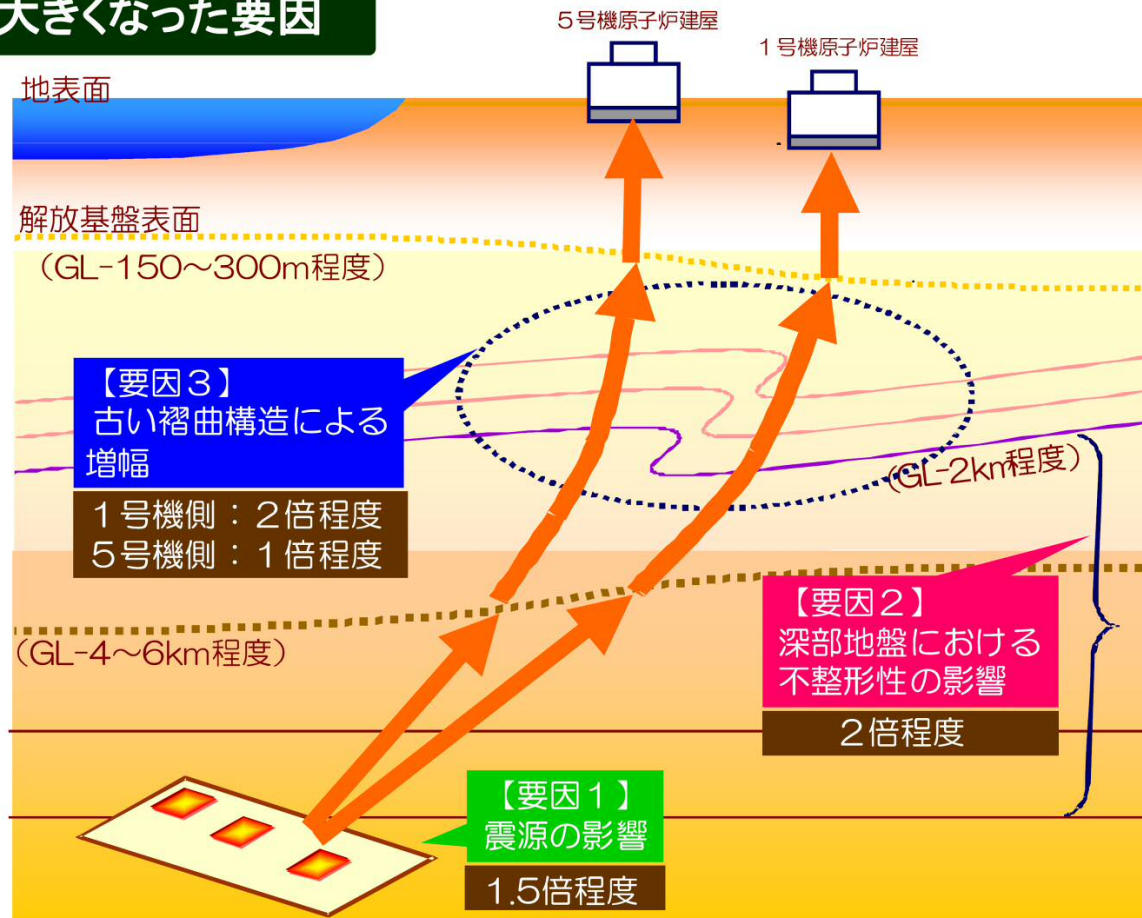 大きくなった要因
5号機原子炉建屋
1号機原子炉建屋
地表面
解放基盤表面
（GL-150～300m程度）
【要因３】
古い褶曲構造による
増幅
１号機側：２倍程度
５号機側：１倍程度
(GL-2km程度)
【要因２】
深部地盤における
不整形性の影響
２倍程度
(GL-4～6km程度)
【要因１】
震源の影響
1.5倍程度